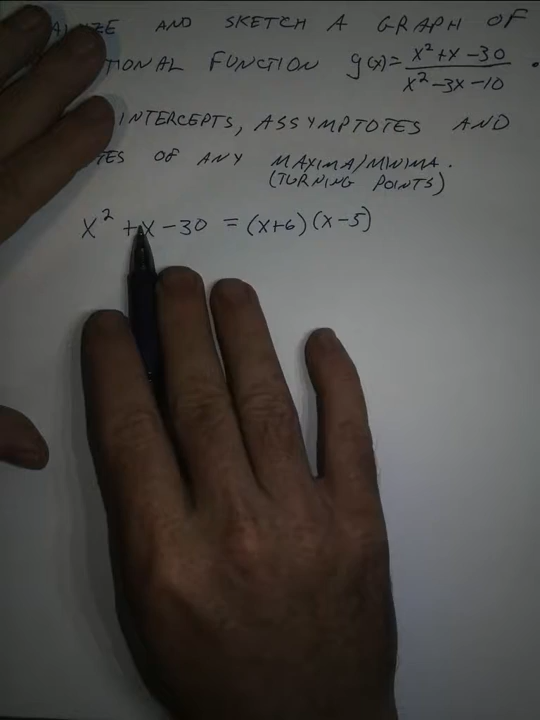 AND SKETCH A GRAPH OF
FUNCTION g(x) = x²+x-30 / x²-3x-10 .
INTERCEPTS, ASSYMPTOTES AND
OF ANY MAXIMA/MINIMA.
(TURNING POINTS)
x² + x - 30 = (x+6)(x-5)